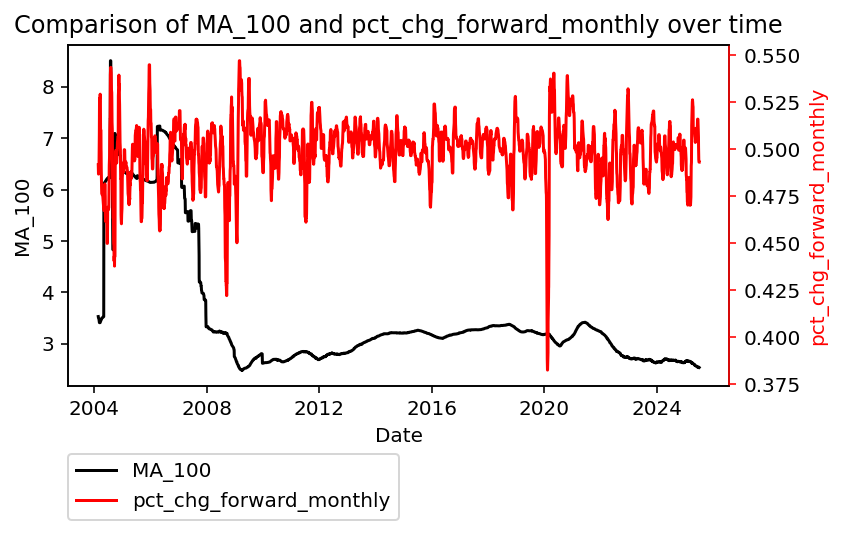 Comparison of MA_100 and pct_chg_forward_monthly over time
8
7
6
5
4
3
MA_100
0.550
0.525
0.500
0.475
0.450
0.425
0.400
0.375
pct_chg_forward_monthly
2004 2008 2012 2016 2020 2024
Date
MA_100
pct_chg_forward_monthly